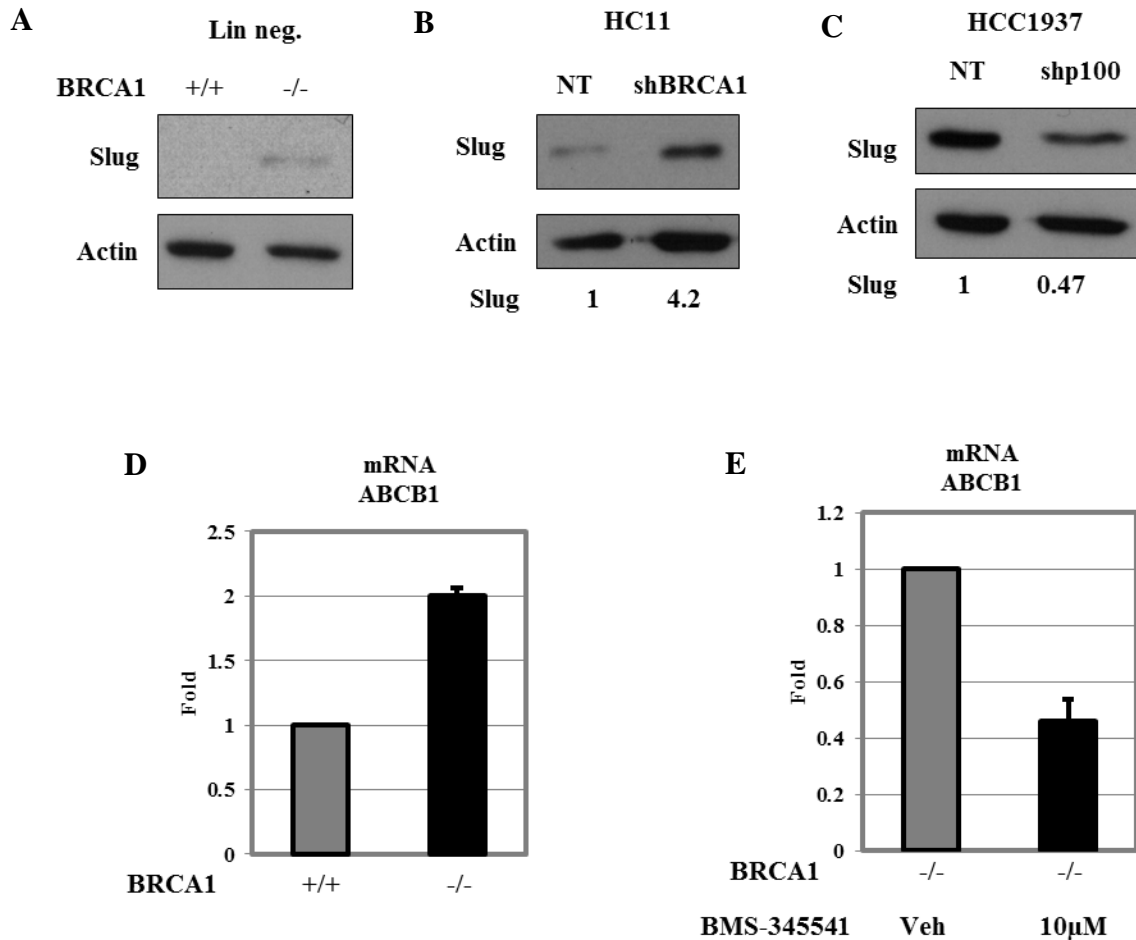 A
Lin neg.
BRCA1 +/+ -/-
Slug
Actin
B
HC11
NT shBRCA1
Slug
Actin
Slug 1 4.2
C
HCC1937
NT shp100
Slug
Actin
Slug 1 0.47
D
mRNA
ABCB1
2.5
2
1.5
1
0.5
0
Fold
BRCA1 +/+ -/-
E
mRNA
ABCB1
1.2
1
0.8
0.6
0.4
0.2
0
Fold
BRCA1 -/- -/-
BMS-345541 Veh 10µM